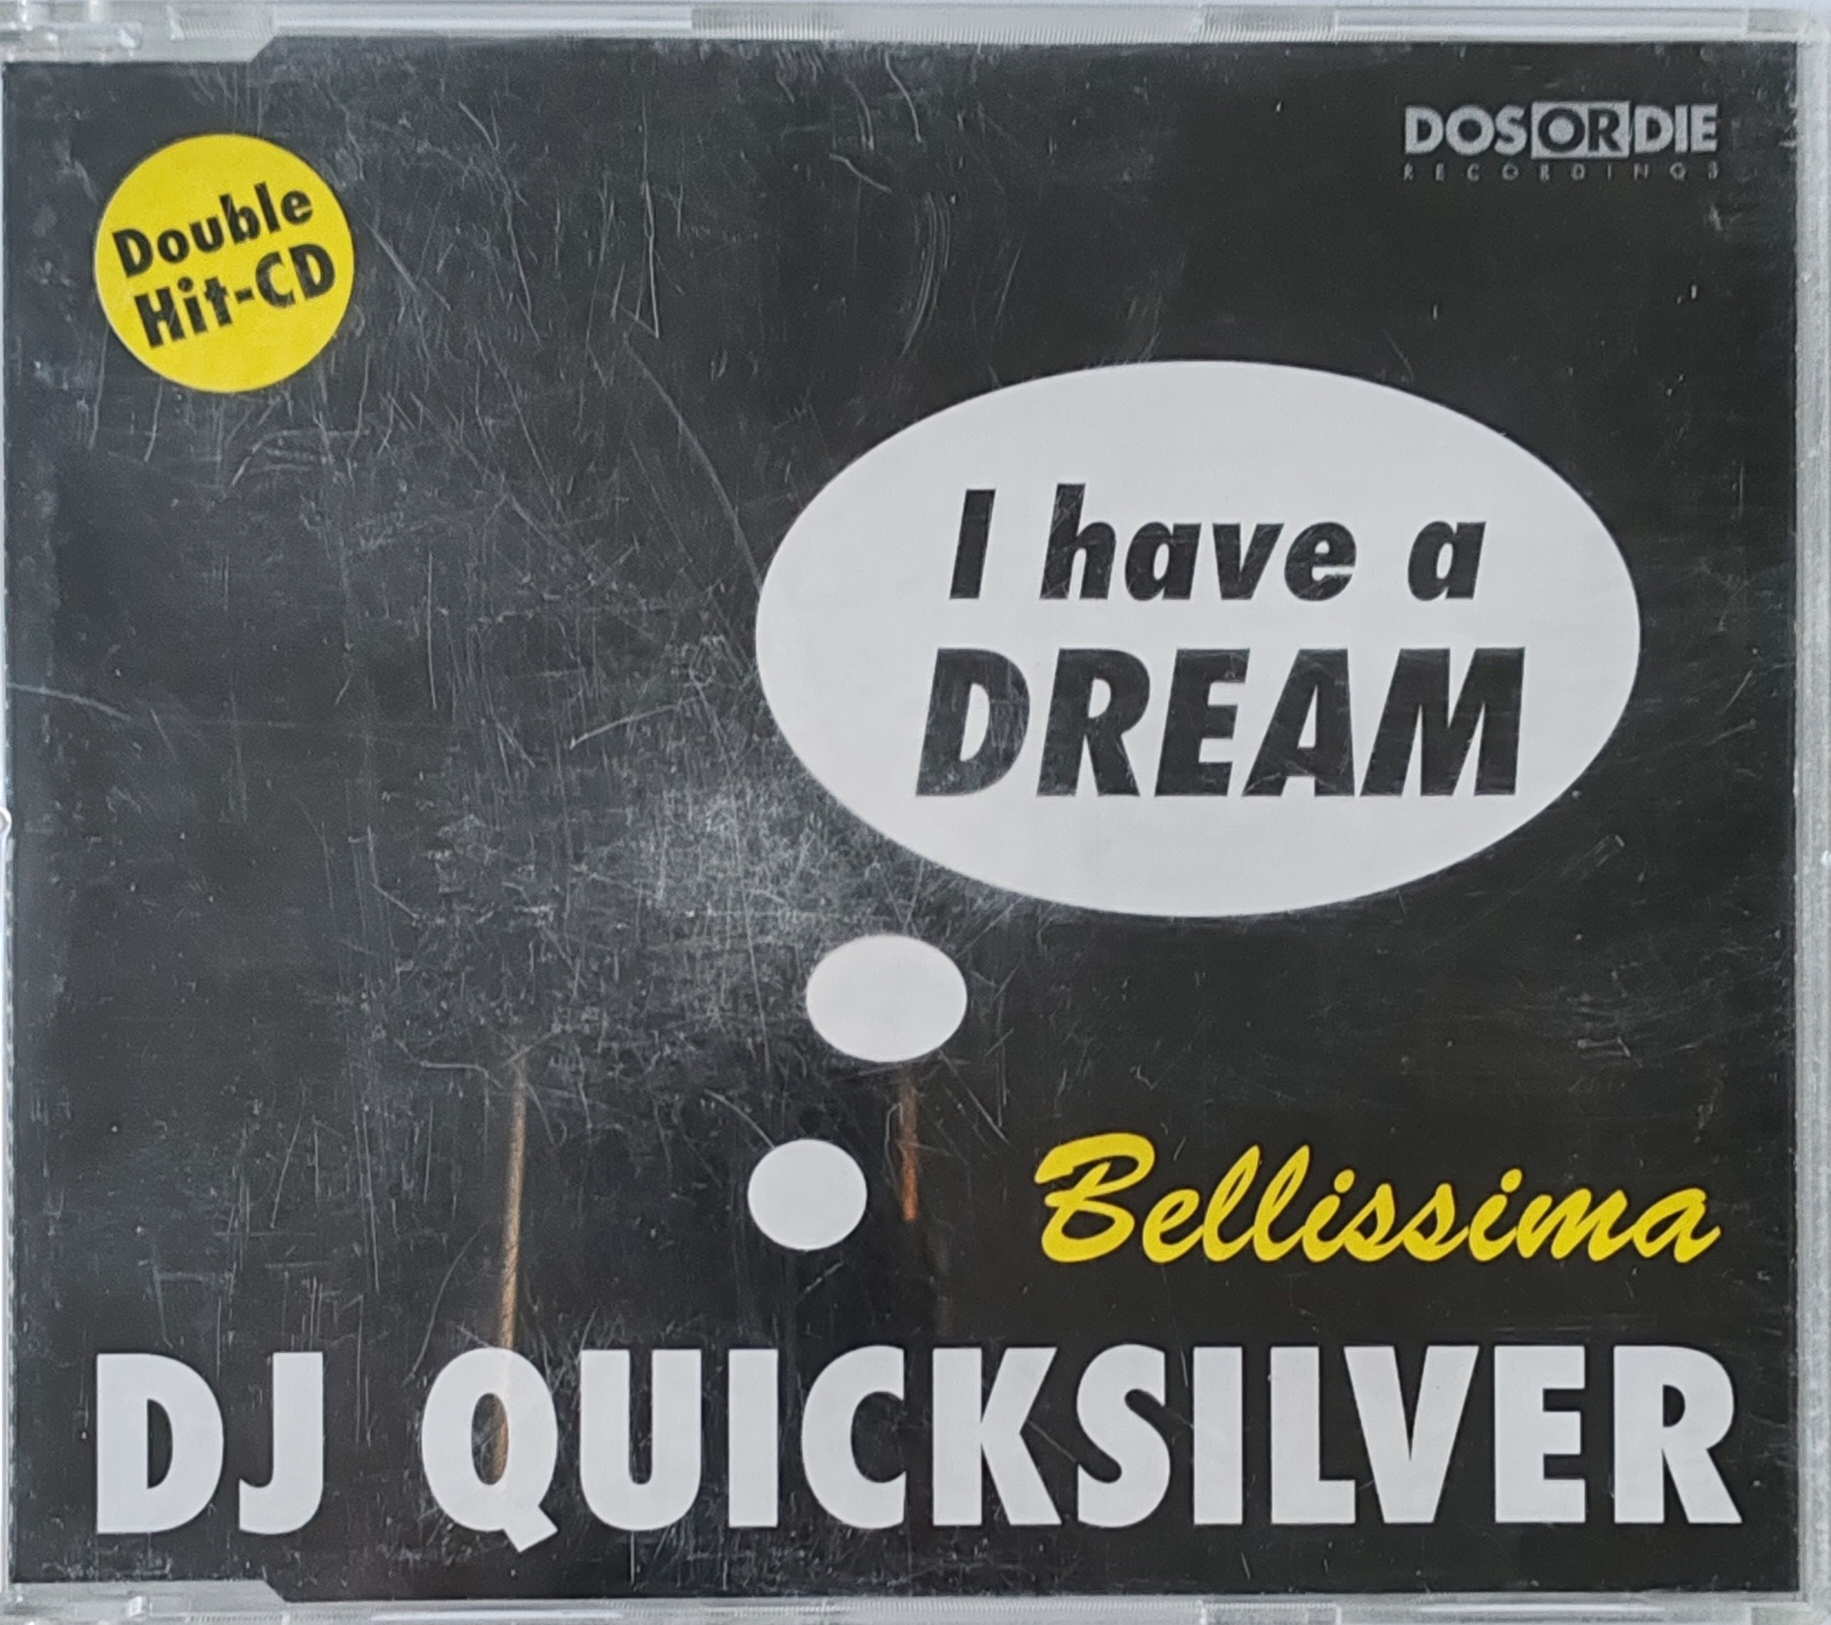 DOS OR DIE
RECORDINGS
Double
Hit-CD
I have a
DREAM
Bellissima
DJ QUICKSILVER